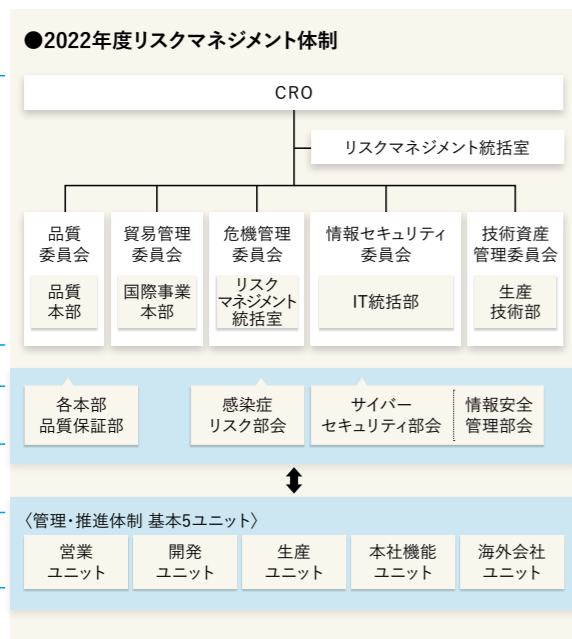 ●2022年度リスクマネジメント体制
CRO
リスクマネジメント統括室
品質
委員会
品質
本部
貿易管理
委員会
国際事業
本部
危機管理
委員会
リスク
マネジメント
統括室
情報セキュリティ
委員会
IT統括部
技術資産
管理委員会
生産
技術部
各本部
品質保証部
感染症
リスク部会
サイバー
セキュリティ部会
情報安全
管理部会
〈管理・推進体制 基本5ユニット〉
営業
ユニット
開発
ユニット
生産
ユニット
本社機能
ユニット
海外会社
ユニット